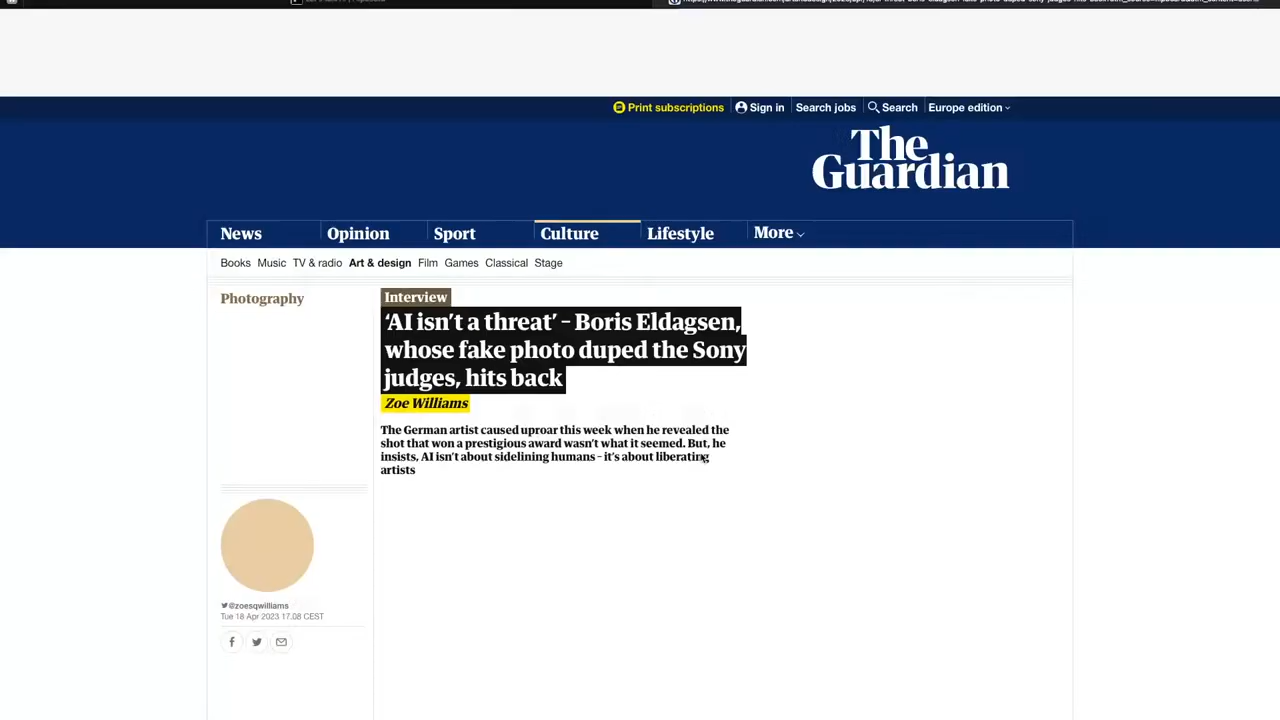 Print subscriptions Sign in Search jobs Search Europe edition
The
Guardian
News Opinion Sport Culture Lifestyle More
Books Music TV & radio Art & design Film Games Classical Stage
Photography
Interview
‘AI isn’t a threat’ – Boris Eldagsen,
whose fake photo duped the Sony
judges, hits back
Zoe Williams
The German artist caused uproar this week when he revealed the
shot that won a prestigious award wasn’t what it seemed. But, he
insists, AI isn’t about sidelining humans – it’s about liberating
artists
@zoesqwilliams
Tue 18 Apr 2023 17.08 CEST